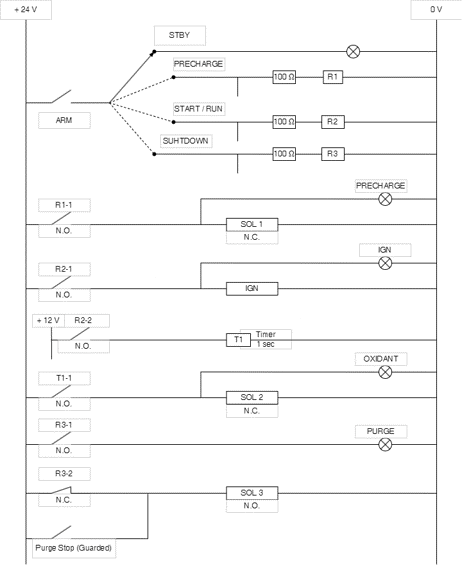 + 24 V
0 V
STBY
PRECHARGE
100 Ω
R1
ARM
START / RUN
100 Ω
R2
SUHTDOWN
100 Ω
R3
PRECHARGE
R1-1
SOL 1
N.O.
N.C.
IGN
R2-1
IGN
N.O.
+ 12 V
R2-2
T1
Timer
1 sec
N.O.
OXIDANT
T1-1
SOL 2
N.O.
N.C.
R3-1
PURGE
N.O.
R3-2
SOL 3
N.C.
N.O.
Purge Stop (Guarded)